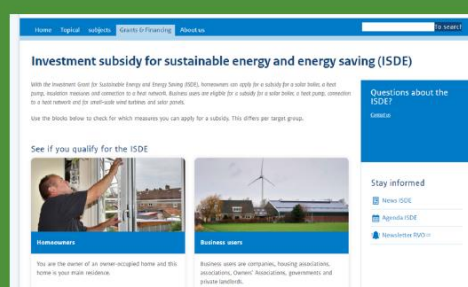 Home Topical subjects Grants & Financing About us
To search
Investment subsidy for sustainable energy and energy saving (ISDE)
With the Investment Grant for Sustainable Energy and Energy Saving (ISDE), homeowners can apply for a subsidy for a solar boiler, a heat
pump, insulation measures and connection to a heat network. Business users are eligible for a subsidy for a solar boiler, a heat pump, connection
to a heat network and for small-scale wind turbines and solar panels.
Use the blocks below to check for which measures you can apply for a subsidy. This differs per target group.
See if you qualify for the ISDE
Homeowners
You are the owner of an owner-occupied home and this
home is your main residence.
Business users
Business users are companies, housing associations,
associations, Owners' Associations, governments and
private landlords.
Questions about the
ISDE?
Contact us
Stay informed
News ISDE
Agenda ISDE
Newsletter RVO